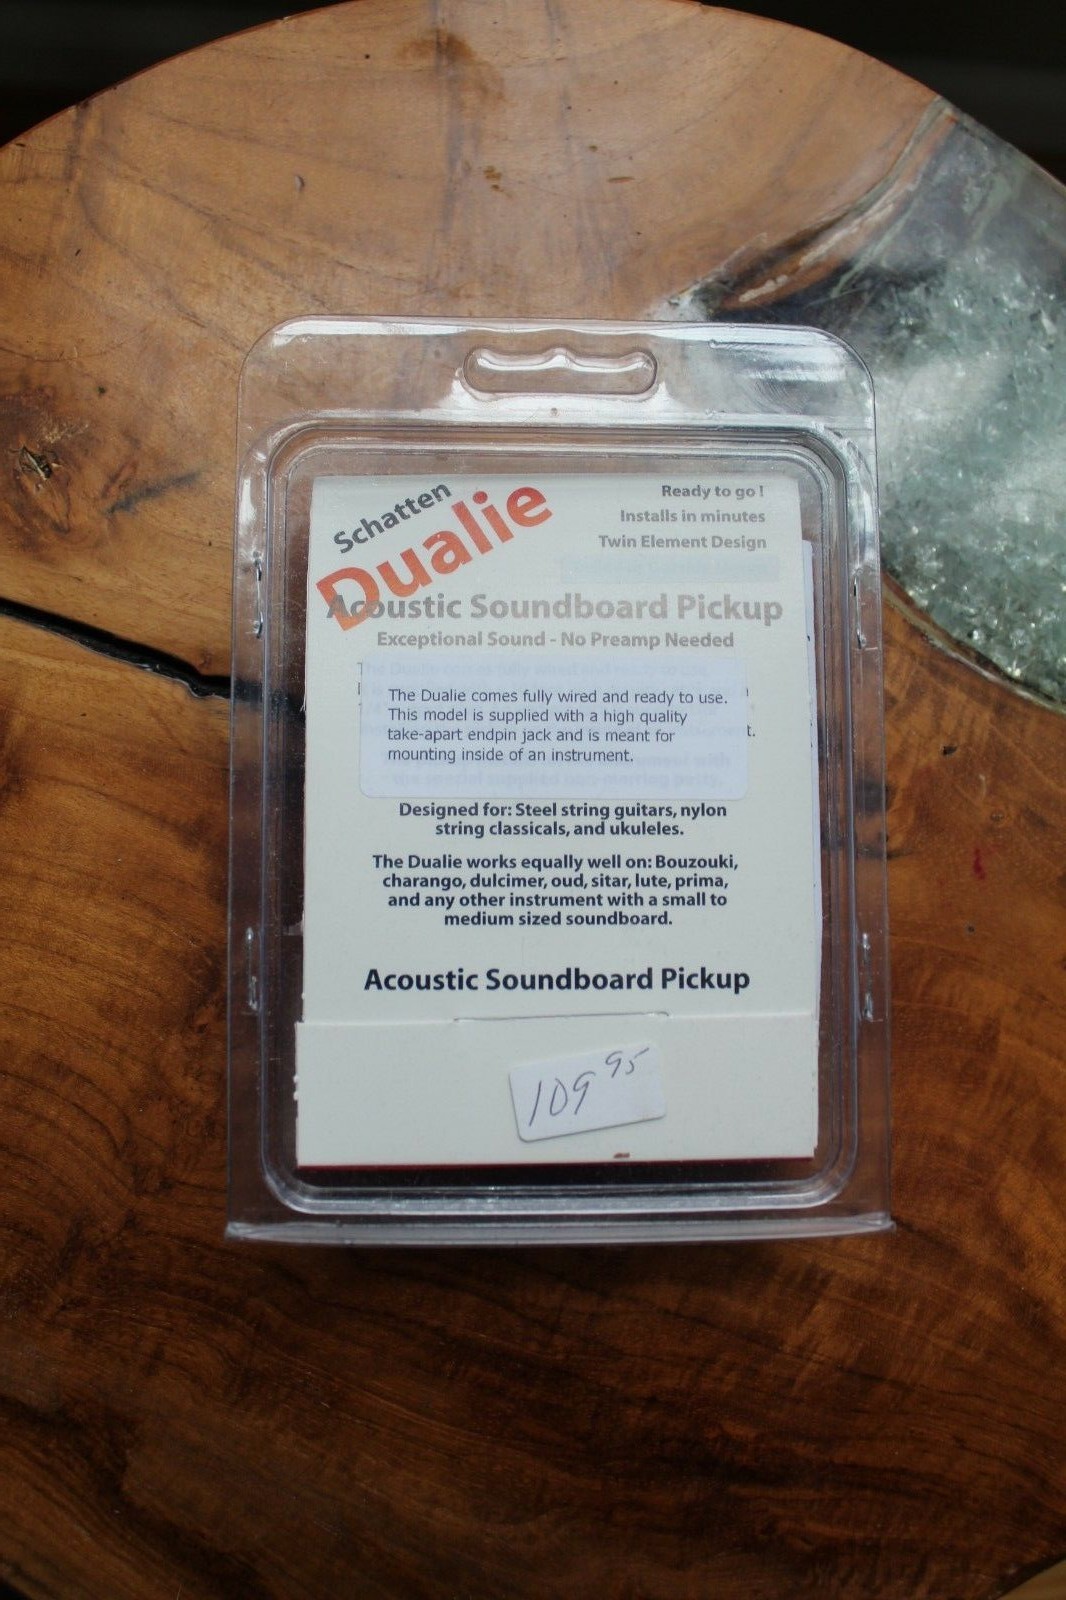 Schatten
Dualie
Ready to go !
Installs in minutes
Twin Element Design
Acoustic Soundboard Pickup
Exceptional Sound - No Preamp Needed
The Dualie comes fully wired and ready to use.
This model is supplied with a high quality
take-apart endpin jack and is meant for
mounting inside of an instrument.
Designed for: Steel string guitars, nylon
string classicals, and ukuleles.
The Dualie works equally well on: Bouzouki,
charango, dulcimer, oud, sitar, lute, prima,
and any other instrument with a small to
medium sized soundboard.
Acoustic Soundboard Pickup
109 95